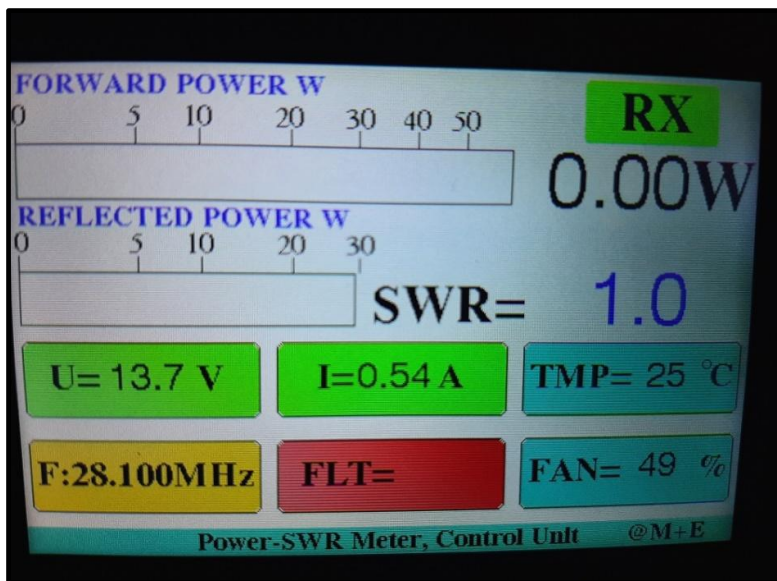 FORWARD POWER W
0 5 10 20 30 40 50
RX
0.00W
REFLECTED POWER W
0 5 10 20 30
SWR= 1.0
U= 13.7 V I=0.54 A TMP= 25 °C
F:28.100MHz FLT= FAN= 49 %
Power-SWR Meter, Control Unit @M+E